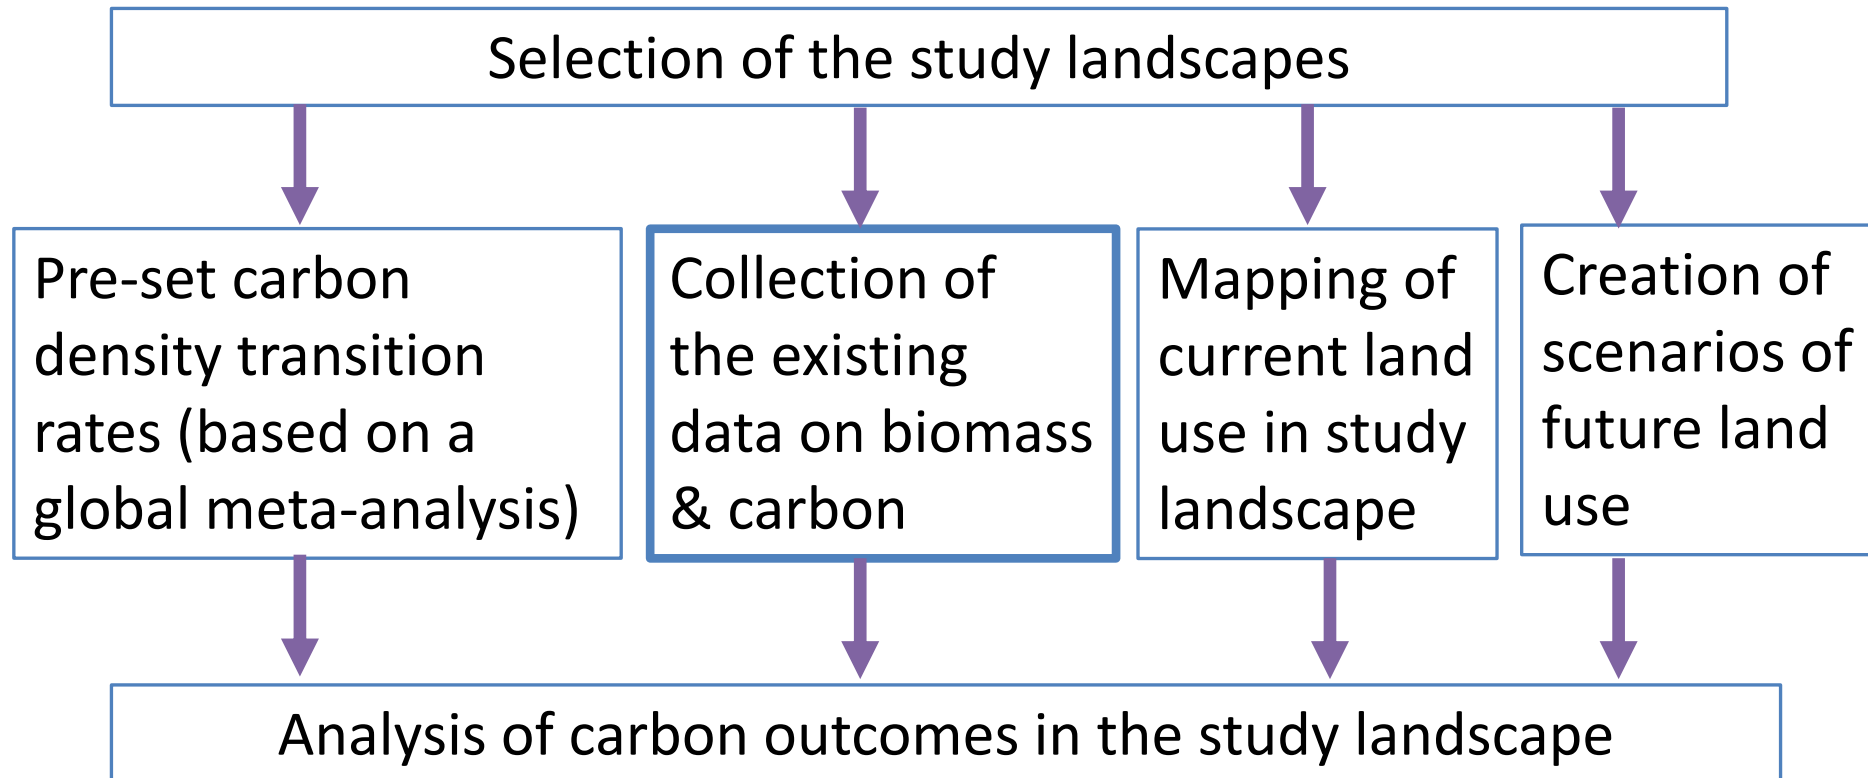 Selection of the study landscapes
Pre-set carbon
density transition
rates (based on a
global meta-analysis)
Collection of
the existing
data on biomass
& carbon
Mapping of
current land
use in study
landscape
Creation of
scenarios of
future land
use
Analysis of carbon outcomes in the study landscape